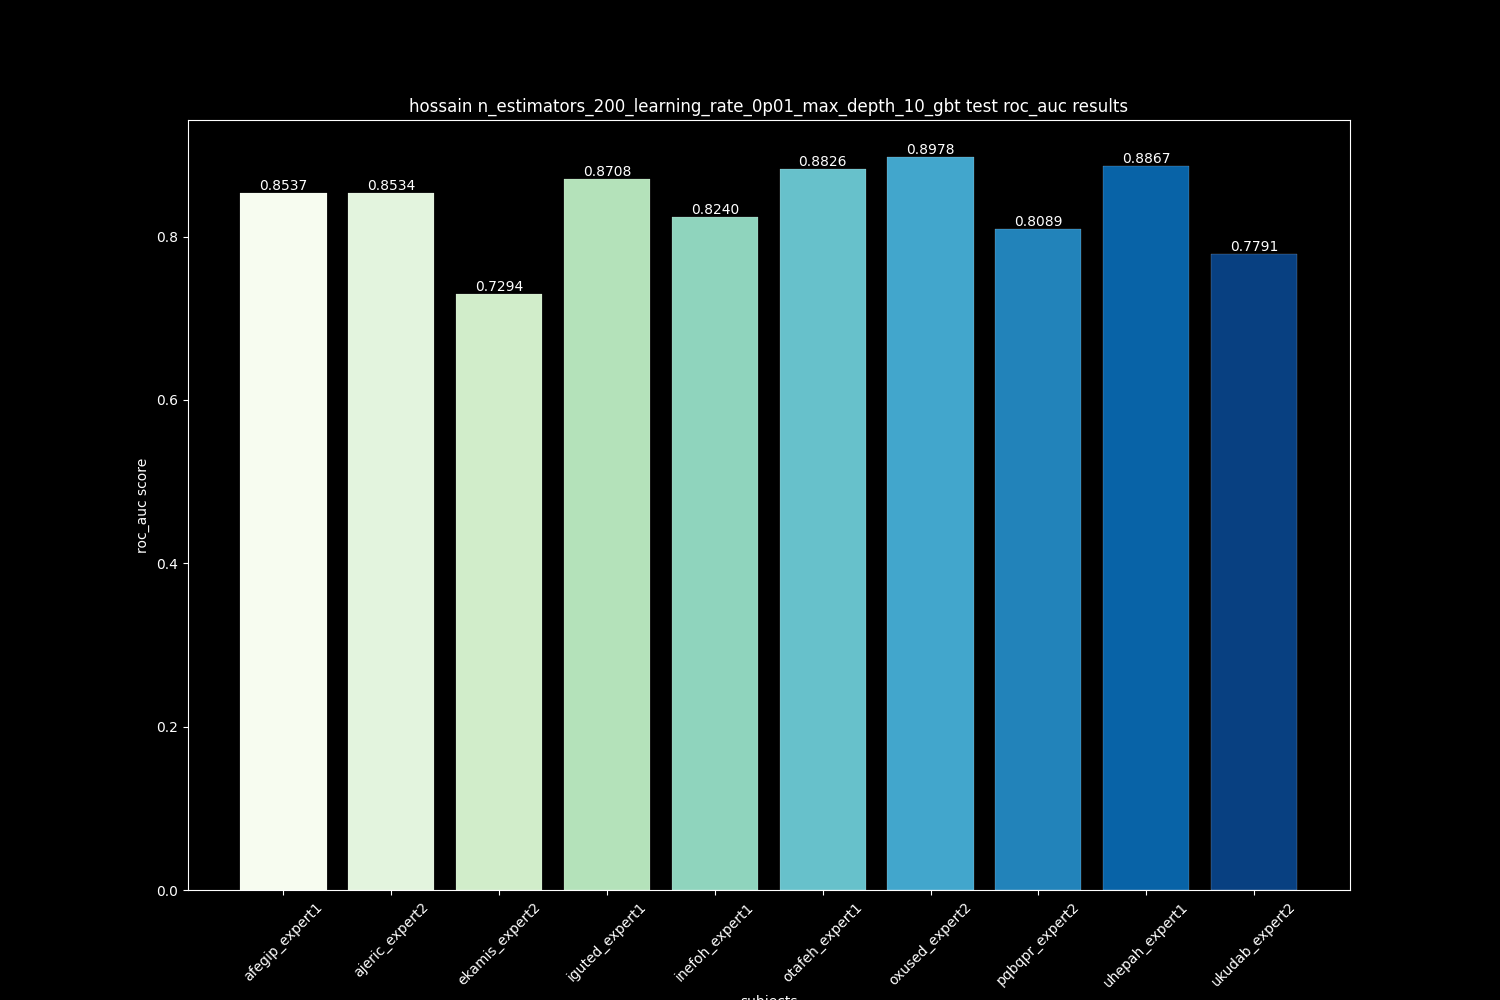 hossain n_estimators_200_learning_rate_0p01_max_depth_10_gbt test roc_auc results
0.8537
0.8534
0.7294
0.8708
0.8240
0.8826
0.8978
0.8089
0.8867
0.7791
0.8
0.6
0.4
0.2
0.0
roc_auc score
afegip_expert1
ajeric_expert2
ekamis_expert2
iguted_expert1
inefoh_expert1
otafeh_expert1
oxused_expert2
pqbqpr_expert2
uhepah_expert1
ukudab_expert2
subjects